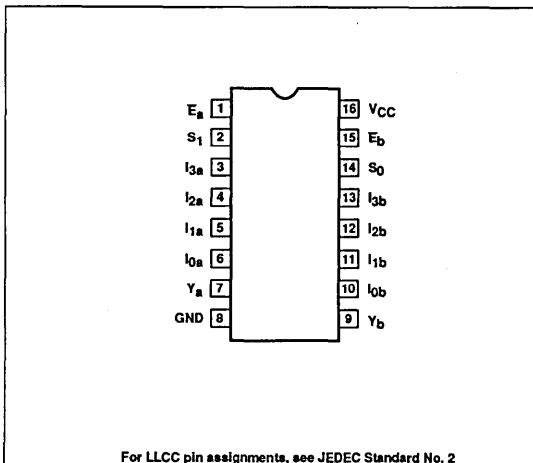 E̅a 1 16 VCC
S1 2 15 E̅b
I3a 3 14 S0
I2a 4 13 I3b
I1a 5 12 I2b
I0a 6 11 I1b
Ya 7 10 I0b
GND 8 9 Yb
For LLCC pin assignments, see JEDEC Standard No. 2